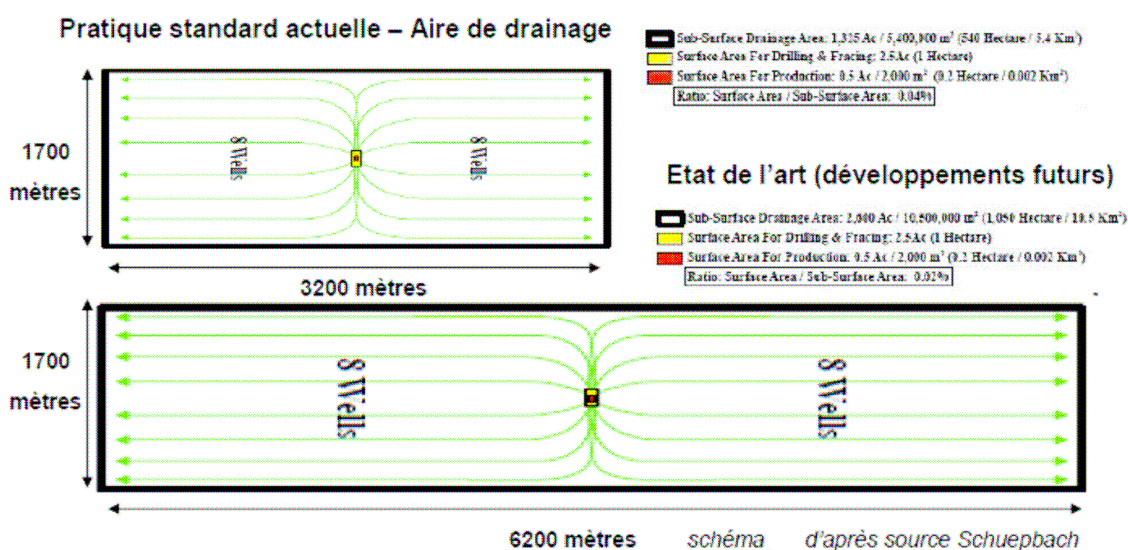 Pratique standard actuelle – Aire de drainage
Sub-Surface Drainage Area: 1,325 Ac / 5,400,000 m² (540 Hectare / 5.4 Km²)
Surface Area For Drilling & Fracing: 2.5Ac (1 Hectare)
Surface Area For Production: 0.5 Ac / 2,000 m² (0.2 Hectare / 0.002 Km²)
Ratio: Surface Area / Sub-Surface Area: 0.04%
1700
mètres
8 Wells
8 Wells
3200 mètres
Etat de l'art (développements futurs)
Sub-Surface Drainage Area: 2,600 Ac / 10,500,000 m² (1,050 Hectare / 10.5 Km²)
Surface Area For Drilling & Fracing: 2.5Ac (1 Hectare)
Surface Area For Production: 0.5 Ac / 2,000 m² (0.2 Hectare / 0.002 Km²)
Ratio: Surface Area / Sub-Surface Area: 0.02%
1700
mètres
8 Wells
8 Wells
6200 mètres schéma d'après source Schuepbach